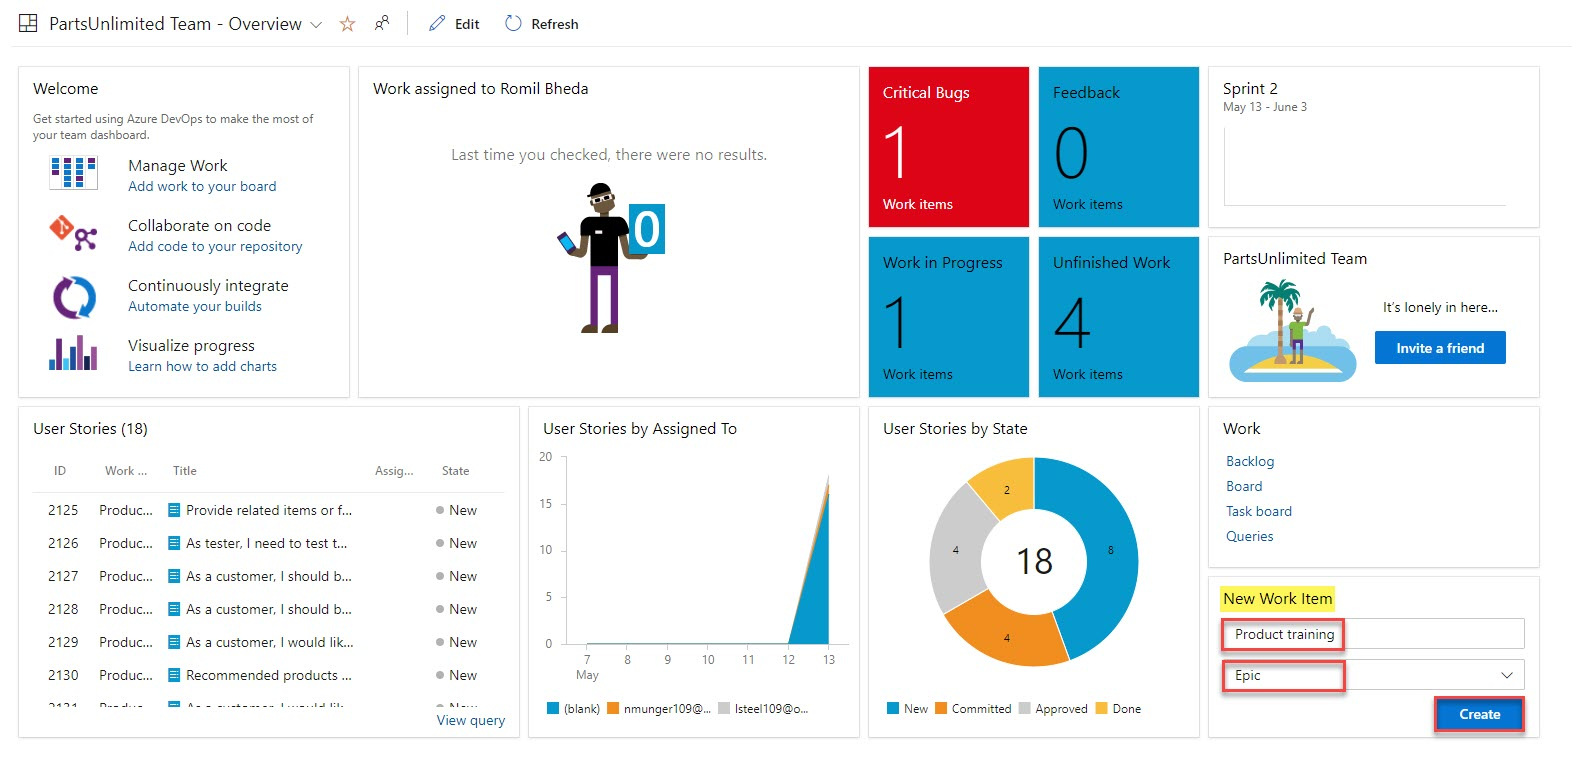 PartsUnlimited Team - Overview
Edit
Refresh
Welcome
Get started using Azure DevOps to make the most of
your team dashboard.
Manage Work
Add work to your board
Collaborate on code
Add code to your repository
Continuously integrate
Automate your builds
Visualize progress
Learn how to add charts
Work assigned to Romil Bheda
Last time you checked, there were no results.
0
Critical Bugs
1
Work items
Feedback
0
Work items
Work in Progress
1
Work items
Unfinished Work
4
Work items
Sprint 2
May 13 - June 3
PartsUnlimited Team
It's lonely in here...
Invite a friend
User Stories (18)
ID Work ... Title Assig... State
2125 Produc... Provide related items or f... New
2126 Produc... As tester, I need to test t... New
2127 Produc... As a customer, I should b... New
2128 Produc... As a customer, I should b... New
2129 Produc... As a customer, I would lik... New
2130 Produc... Recommended products ... New
2131 Produc... As a customer, I would lik... New
View query
User Stories by Assigned To
20
15
10
5
0
7 8 9 10 11 12 13
May
(blank) nmunger109@... lsteel109@o...
User Stories by State
2
8
4
18
4
New Committed Approved Done
Work
Backlog
Board
Task board
Queries
New Work Item
Product training
Epic
Create